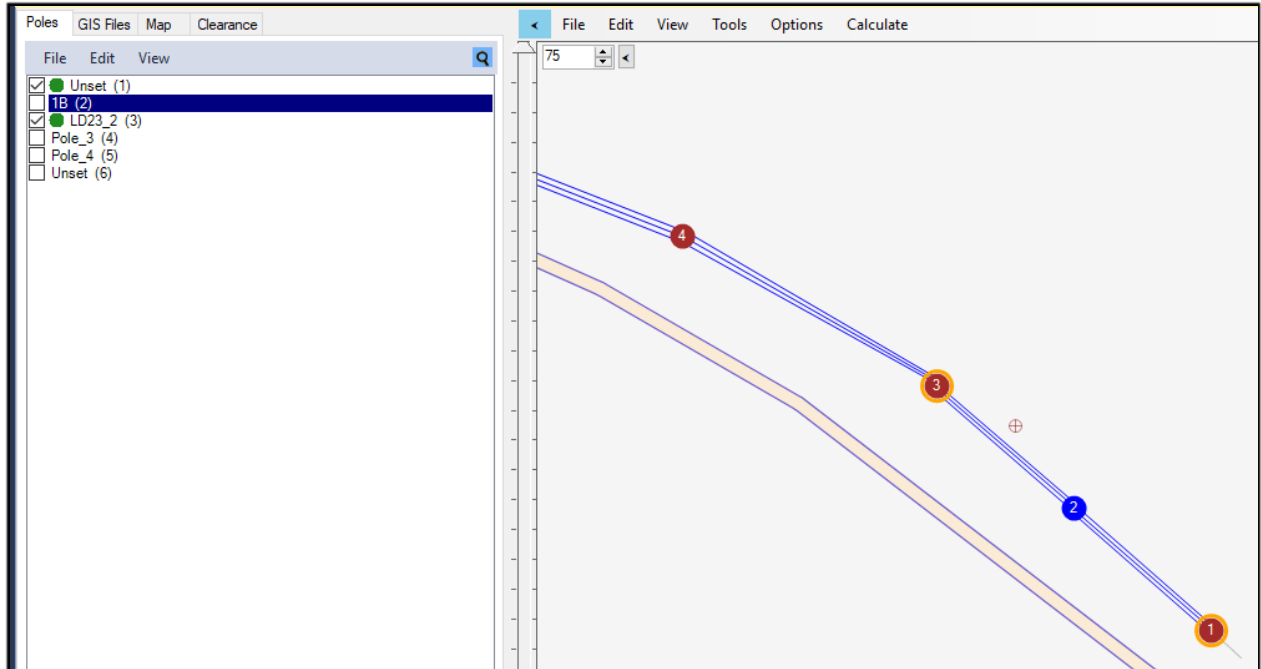 Poles GIS Files Map Clearance
File Edit View
Unset (1)
1B (2)
LD23_2 (3)
Pole_3 (4)
Pole_4 (5)
Unset (6)
File Edit View Tools Options Calculate
75
4
3
2
1